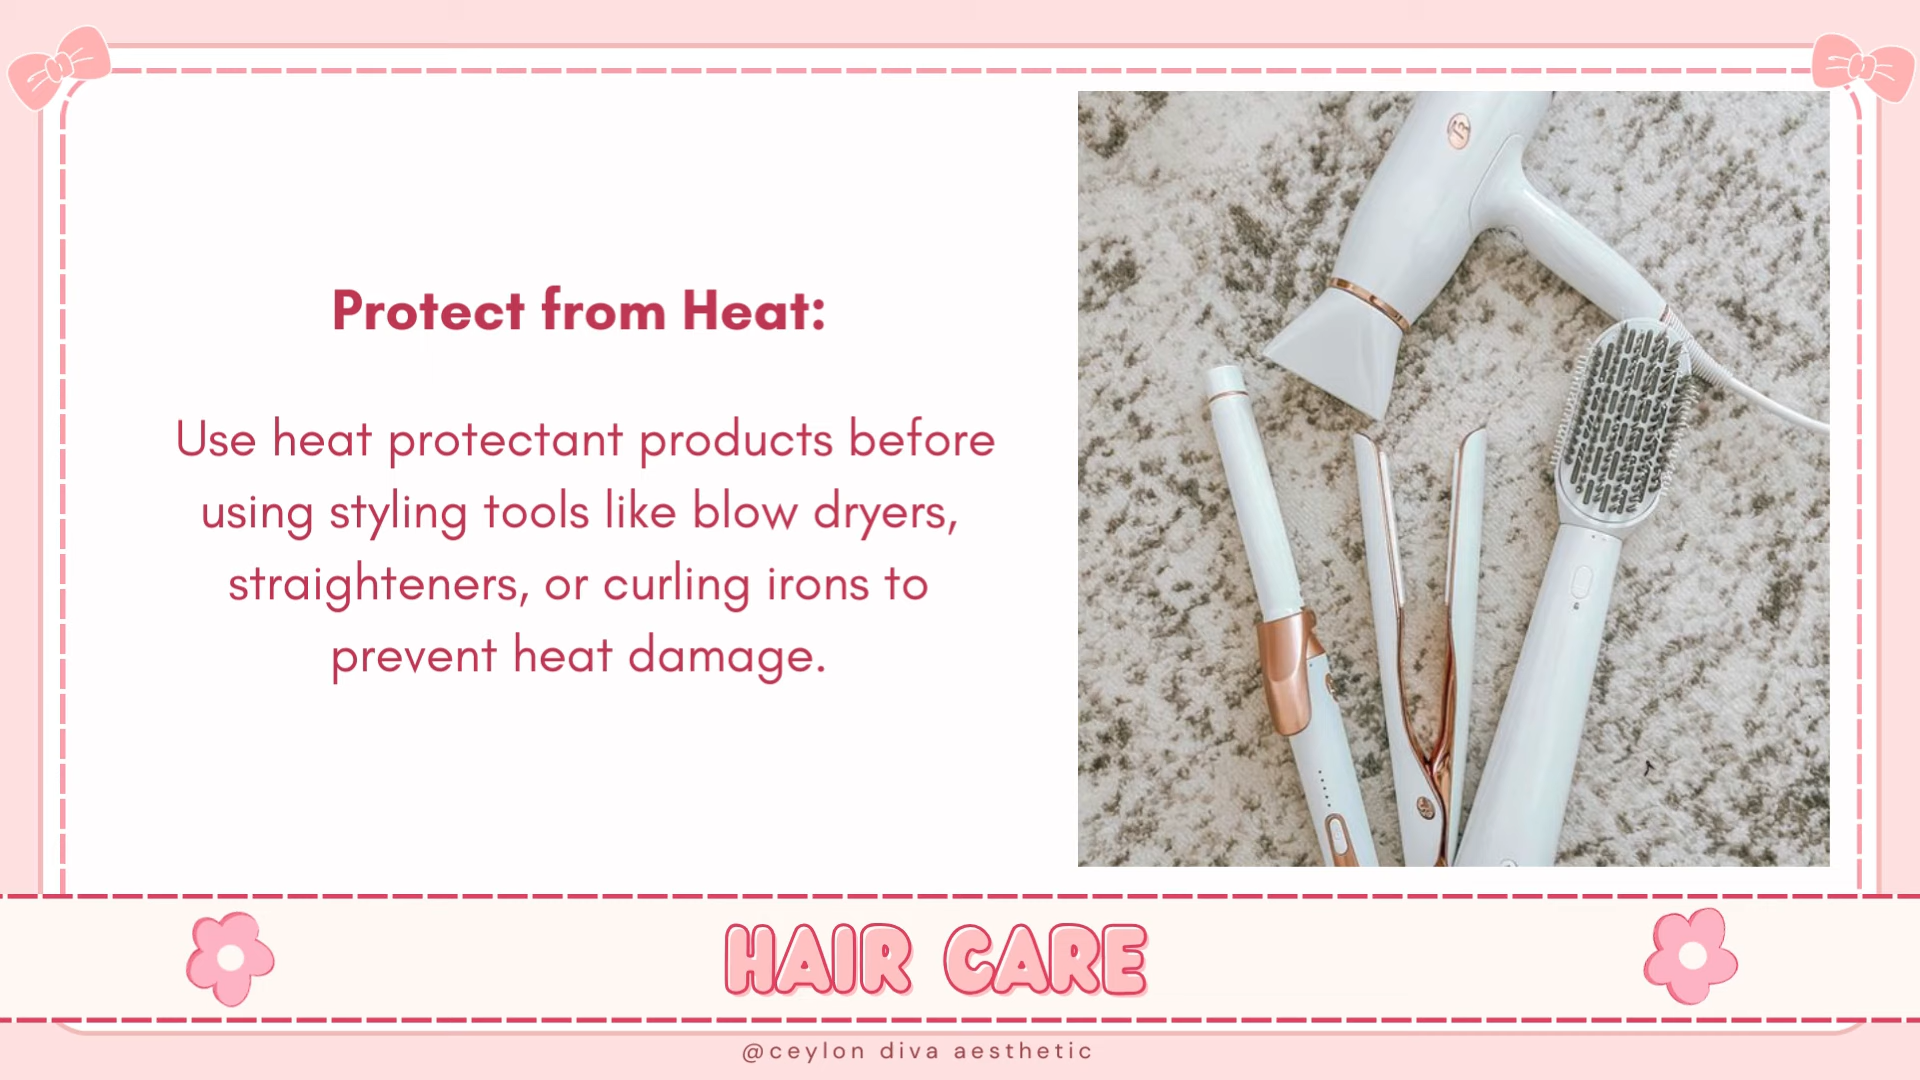 Protect from Heat:
Use heat protectant products before
using styling tools like blow dryers,
straighteners, or curling irons to
prevent heat damage.
HAIR CARE
@ceylon diva aesthetic